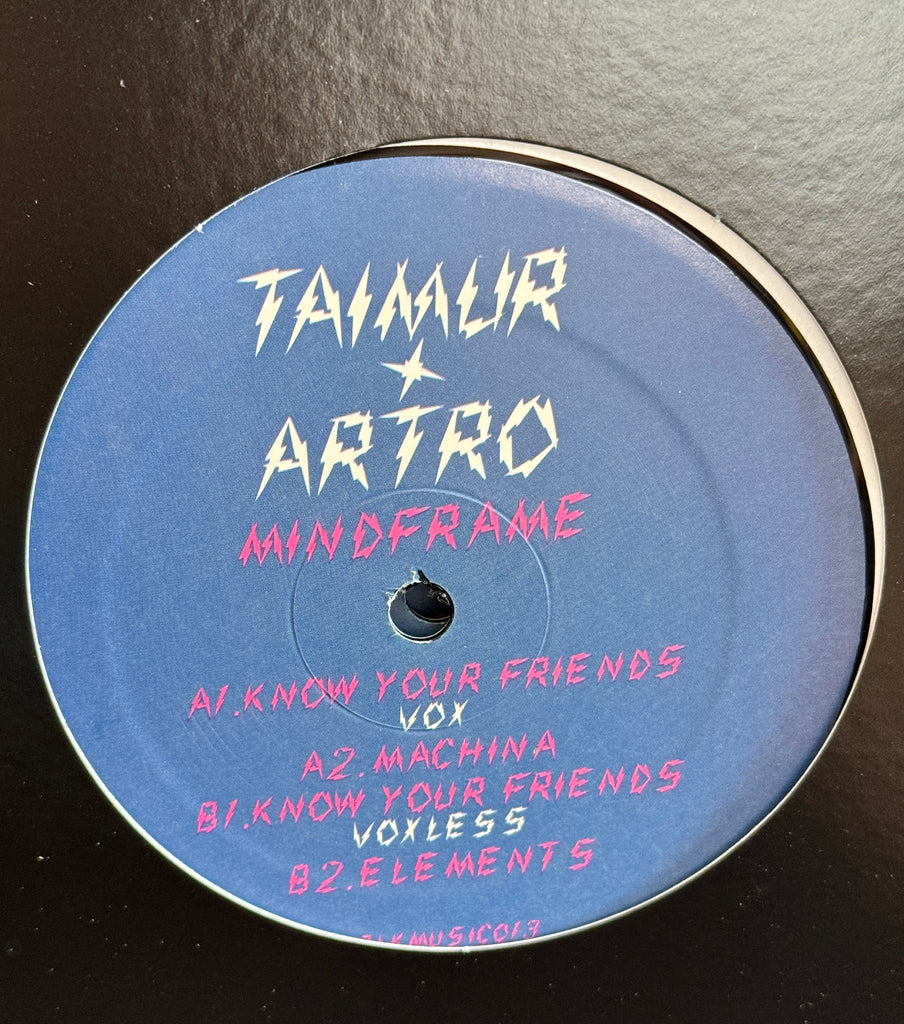 TAIMUR
+
ARTRO
MINDFRAME
A1.KNOW YOUR FRIENDS
VOX
A2.MACHINA
B1.KNOW YOUR FRIENDS
VOXLESS
B2.ELEMENTS